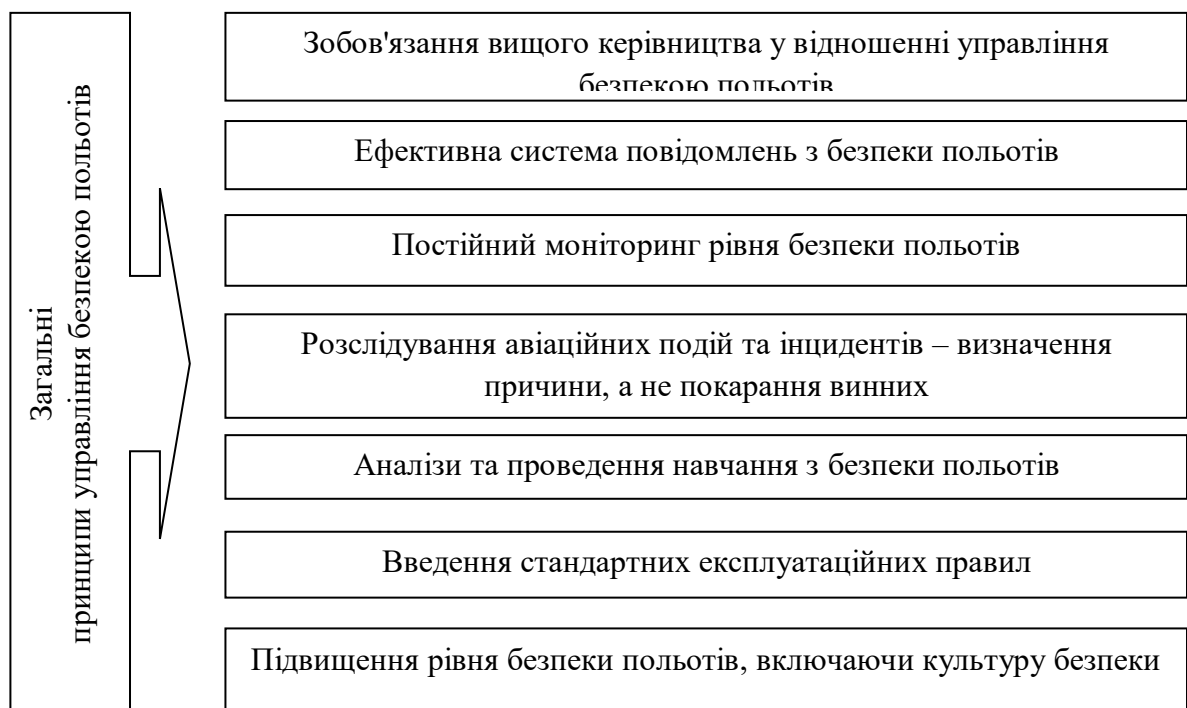 Загальні
принципи управління безпекою польотів
Зобов'язання вищого керівництва у відношенні управління
безпекою польотів
Ефективна система повідомлень з безпеки польотів
Постійний моніторинг рівня безпеки польотів
Розслідування авіаційних подій та інцидентів – визначення
причини, а не покарання винних
Аналізи та проведення навчання з безпеки польотів
Введення стандартних експлуатаційних правил
Підвищення рівня безпеки польотів, включаючи культуру безпеки